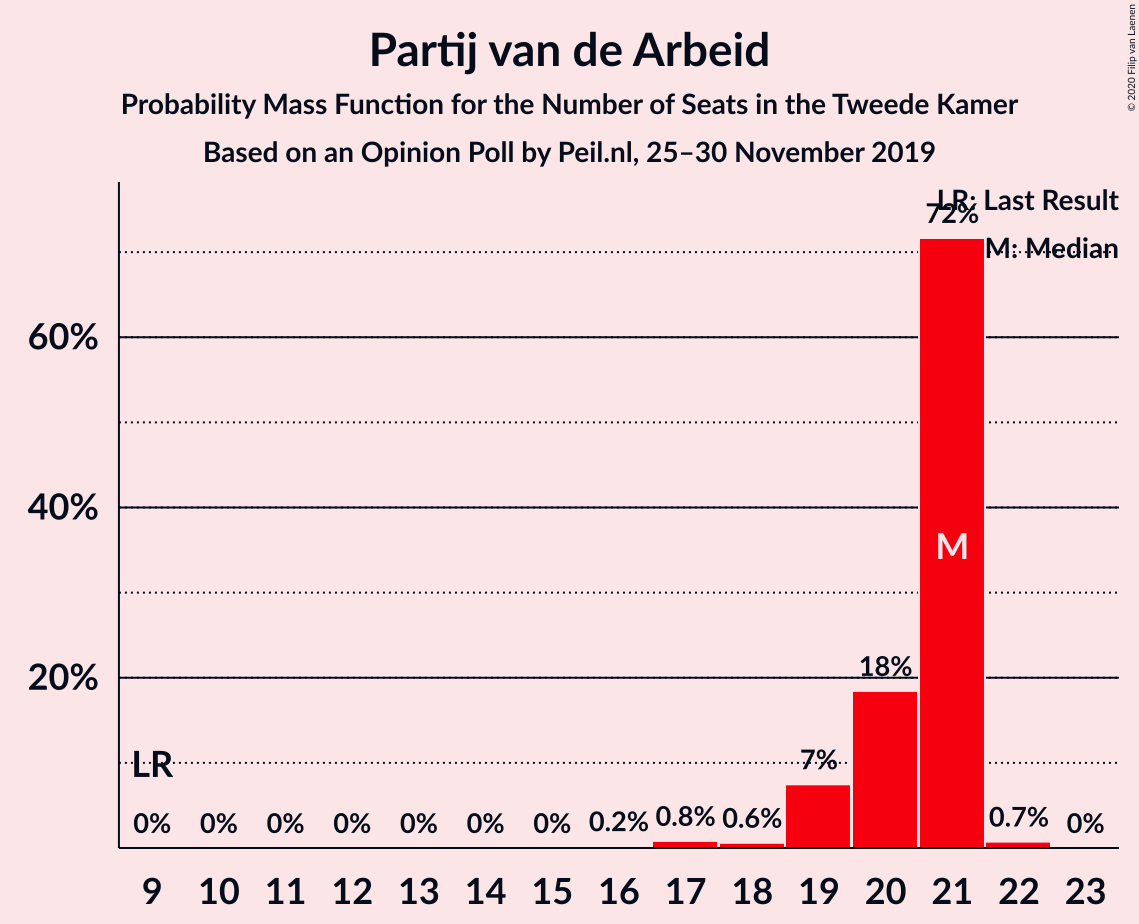 Partij van de Arbeid
Probability Mass Function for the Number of Seats in the Tweede Kamer
Based on an Opinion Poll by Peil.nl, 25–30 November 2019
© 2020 Filip van Laenen
LR: Last Result
M: Median
60%
40%
20%
LR
M
0%
0%
0%
0%
0%
0%
0%
0.2%
0.8%
0.6%
7%
18%
72%
0.7%
0%
9 10 11 12 13 14 15 16 17 18 19 20 21 22 23